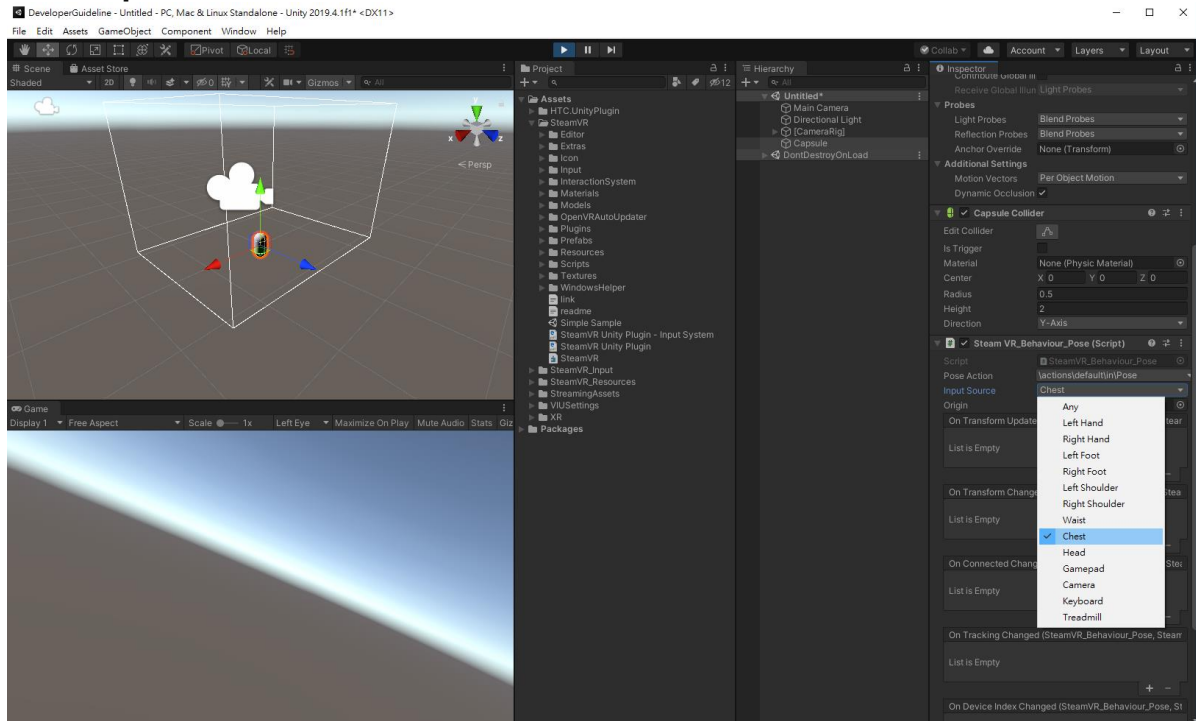 DeveloperGuideline - Untitled - PC, Mac & Linux Standalone - Unity 2019.4.1f1* <DX11>
File Edit Assets GameObject Component Window Help
Pivot Local
Collab Account Layers Layout
Scene Asset Store
Shaded 2D 0 Gizmos All
x z
Persp
Game
Display 1 Free Aspect Scale 1x Left Eye Maximize On Play Mute Audio Stats Giz
Project
12
Assets
HTC.UnityPlugin
SteamVR
Editor
Extras
Icon
Input
InteractionSystem
Materials
Models
OpenVRAutoUpdater
Plugins
Prefabs
Resources
Scripts
Textures
WindowsHelper
link
readme
Simple Sample
SteamVR Unity Plugin - Input System
SteamVR Unity Plugin
SteamVR
SteamVR_Input
SteamVR_Resources
StreamingAssets
VIUSettings
XR
Packages
Hierarchy
All
Untitled*
Main Camera
Directional Light
[CameraRig]
Capsule
DontDestroyOnLoad
Inspector
Contribute Global Ill
Receive Global Illun Light Probes
Probes
Light Probes Blend Probes
Reflection Probes Blend Probes
Anchor Override None (Transform)
Additional Settings
Motion Vectors Per Object Motion
Dynamic Occlusion
Capsule Collider
Edit Collider
Is Trigger
Material None (Physic Material)
Center X 0 Y 0 Z 0
Radius 0.5
Height 2
Direction Y-Axis
Steam VR_Behaviour_Pose (Script)
Script SteamVR_Behaviour_Pose
Pose Action \actions\default\in\Pose
Input Source Chest
Origin
Any
Left Hand
Right Hand
Left Foot
Right Foot
Left Shoulder
Right Shoulder
Waist
Chest
Head
Gamepad
Camera
Keyboard
Treadmill
On Transform Update tear
List is Empty
On Transform Change Stea
List is Empty
On Connected Chang Stea
List is Empty
On Tracking Changed (SteamVR_Behaviour_Pose, Steam
List is Empty
+ -
On Device Index Changed (SteamVR_Behaviour_Pose, St